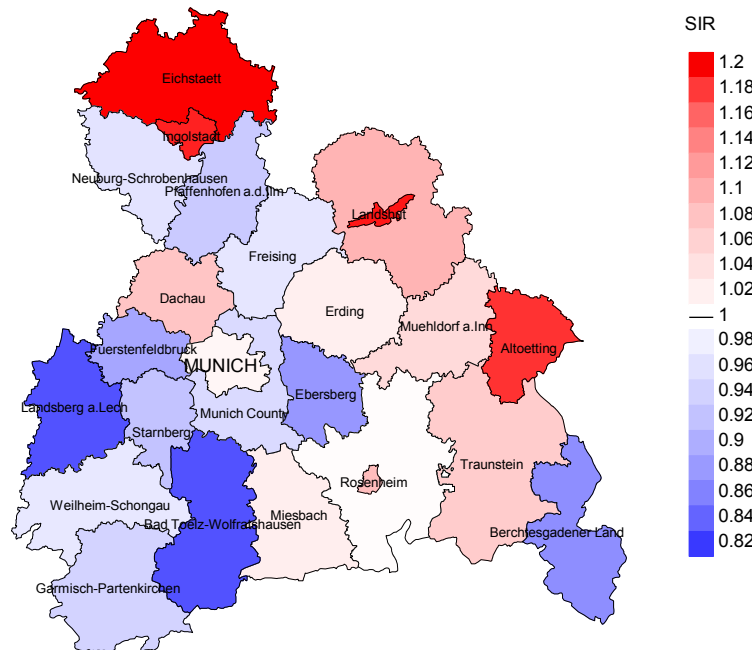 SIR
1.2
1.18
1.16
1.14
1.12
1.1
1.08
1.06
1.04
1.02
1
0.98
0.96
0.94
0.92
0.9
0.88
0.86
0.84
0.82
Eichstaett
Ingolstadt
Neuburg-Schrobenhausen
Pfaffenhofen a.d.Ilm
Landshut
Freising
Dachau
Erding
Muehldorf a.Inn
Altoetting
Fuerstenfeldbruck
MUNICH
Ebersberg
Landsberg a.Lech
Munich County
Starnberg
Traunstein
Rosenheim
Weilheim-Schongau
Miesbach
Bad Toelz-Wolfratshausen
Berchtesgadener Land
Garmisch-Partenkirchen